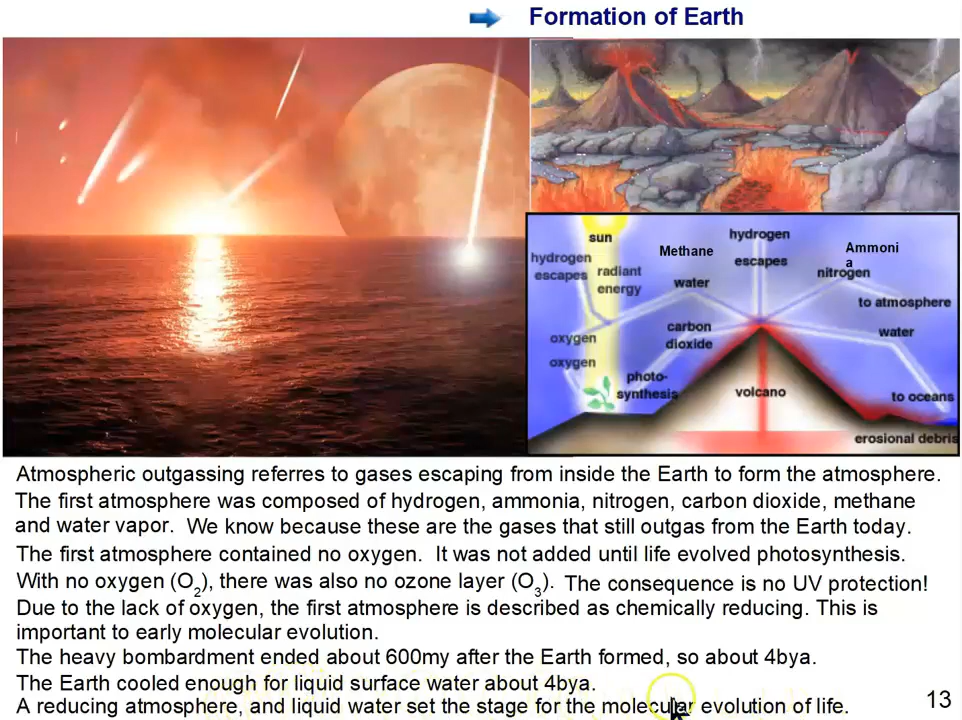 Formation of Earth
sun
Methane
hydrogen
escapes
Ammoni
a
hydrogen
escapes
radiant
energy
water
nitrogen
to atmosphere
oxygen
carbon
dioxide
water
oxygen
photo-
synthesis
volcano
to oceans
erosional debris
Atmospheric outgassing referres to gases escaping from inside the Earth to form the atmosphere.
The first atmosphere was composed of hydrogen, ammonia, nitrogen, carbon dioxide, methane
and water vapor. We know because these are the gases that still outgas from the Earth today.
The first atmosphere contained no oxygen. It was not added until life evolved photosynthesis.
With no oxygen (O2), there was also no ozone layer (O3). The consequence is no UV protection!
Due to the lack of oxygen, the first atmosphere is described as chemically reducing. This is
important to early molecular evolution.
The heavy bombardment ended about 600my after the Earth formed, so about 4bya.
The Earth cooled enough for liquid surface water about 4bya.
A reducing atmosphere, and liquid water set the stage for the molecular evolution of life.
13